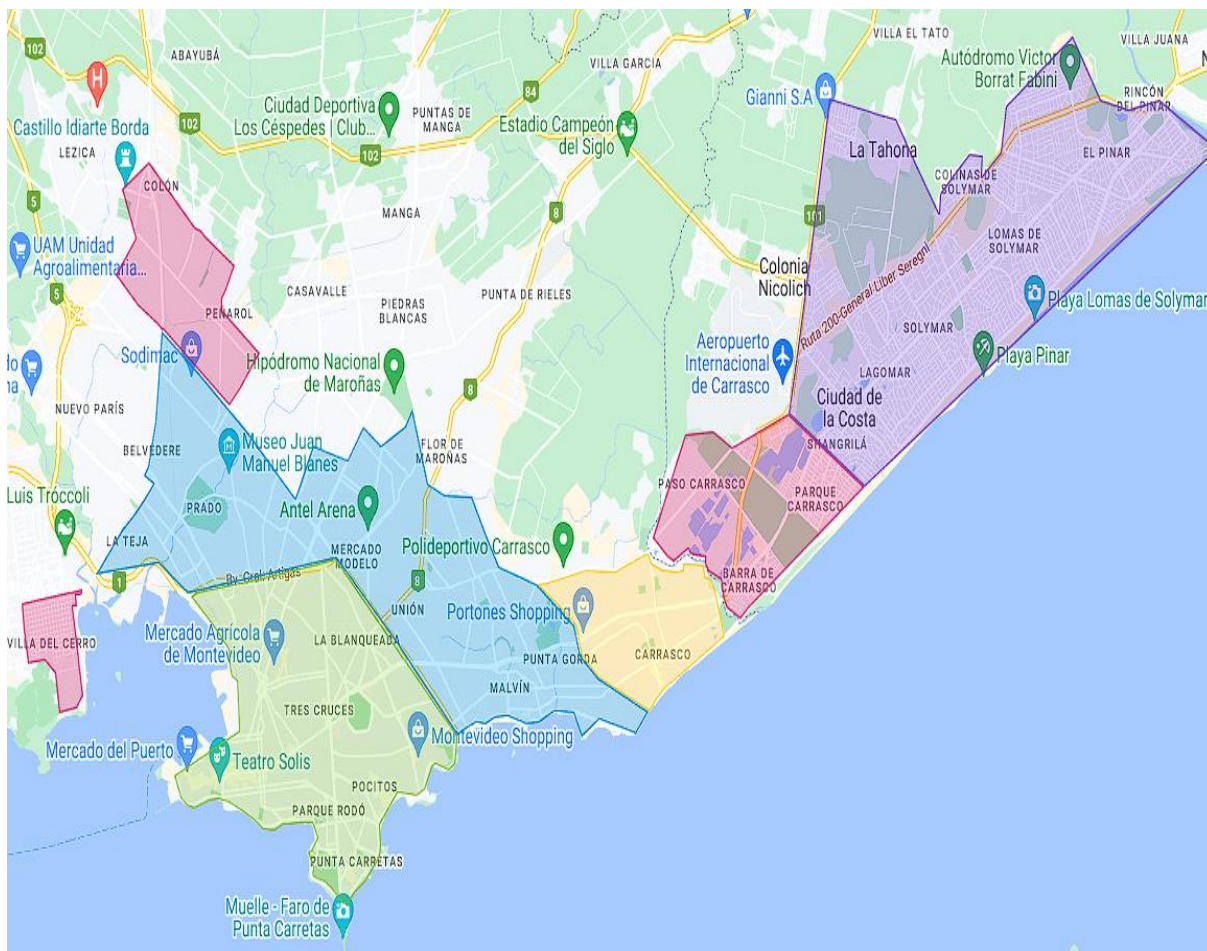 102
ABAYUBÁ
VILLA EL TATO
VILLA JUANA
Autódromo Victor
Borrat Fabini
VILLA GARCIA
84
Gianni S.A
RINCÓN
DEL PINAR
Castillo Idiarte Borda
LEZICA
102
Ciudad Deportiva
Los Céspedes | Club...
PUNTAS DE
MANGA
102
Estadio Campeón
del Siglo
La Tahona
EL PINAR
COLÓN
COLINAS DE
SOLYMAR
5
MANGA
8
101
UAM Unidad
Agroalimentaria...
LOMAS DE
SOLYMAR
5
CASAVALLE
PIEDRAS
BLANCAS
PUNTA DE RIELES
Colonia
Nicolich
Ruta 200-General Liber Seregni
Playa Lomas de Solymar
PEÑAROL
SOLYMAR
Sodimac
Hipódromo Nacional
de Maroñas
Aeropuerto
Internacional
de Carrasco
Playa Pinar
LAGOMAR
NUEVO PARÍS
Ciudad de
la Costa
BELVEDERE
Museo Juan
Manuel Blanes
FLOR DE
MAROÑAS
SHANGRILÁ
Luis Tróccoli
PASO CARRASCO
PARQUE
CARRASCO
PRADO
Antel Arena
LA TEJA
MERCADO
MODELO
Polideportivo Carrasco
1
Bv. Gral. Artigas
8
BARRA DE
CARRASCO
UNIÓN
Portones Shopping
VILLA DEL CERRO
Mercado Agrícola
de Montevideo
LA BLANQUEADA
PUNTA GORDA
CARRASCO
MALVÍN
TRES CRUCES
Mercado del Puerto
Montevideo Shopping
Teatro Solis
POCITOS
PARQUE RODÓ
PUNTA CARRETAS
Muelle - Faro de
Punta Carretas